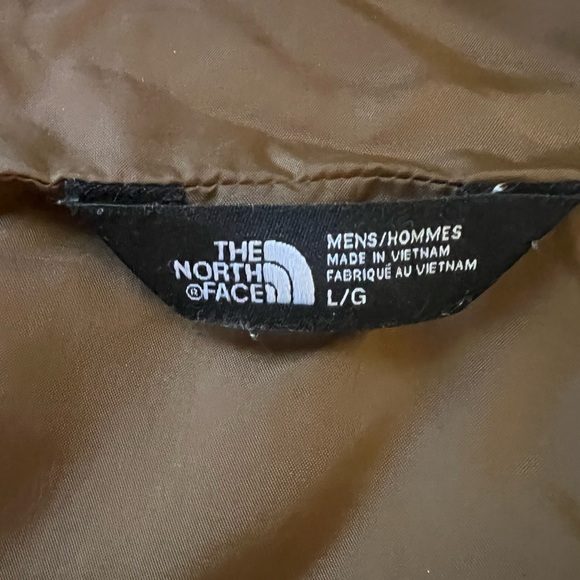 THE
NORTH
FACE
MENS/HOMMES
MADE IN VIETNAM
FABRIQUÉ AU VIETNAM
L/G